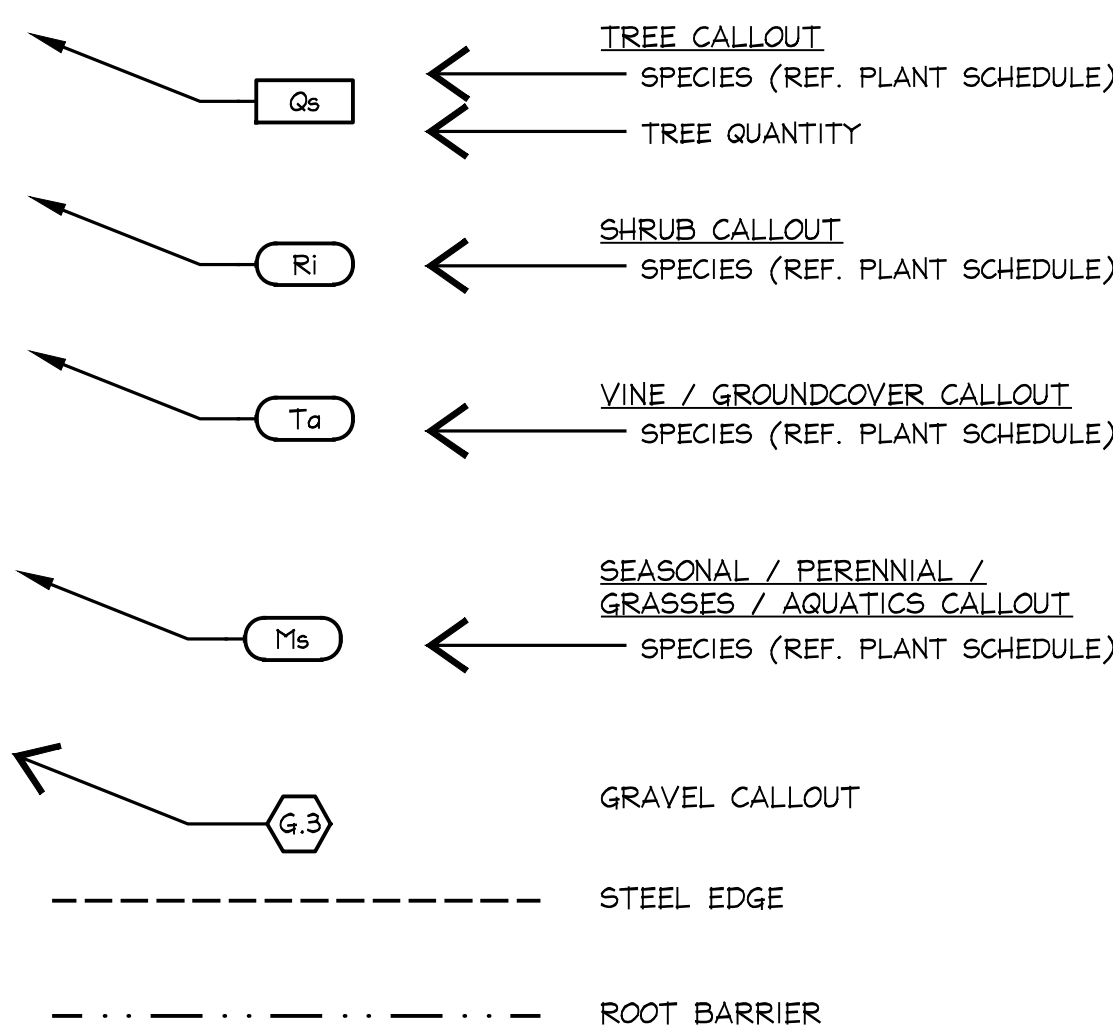 TREE CALLOUT
Qs
SPECIES (REF. PLANT SCHEDULE)
TREE QUANTITY
SHRUB CALLOUT
Ri
SPECIES (REF. PLANT SCHEDULE)
VINE / GROUNDCOVER CALLOUT
Ta
SPECIES (REF. PLANT SCHEDULE)
SEASONAL / PERENNIAL /
GRASSES / AQUATICS CALLOUT
Ms
SPECIES (REF. PLANT SCHEDULE)
G.3
GRAVEL CALLOUT
STEEL EDGE
ROOT BARRIER